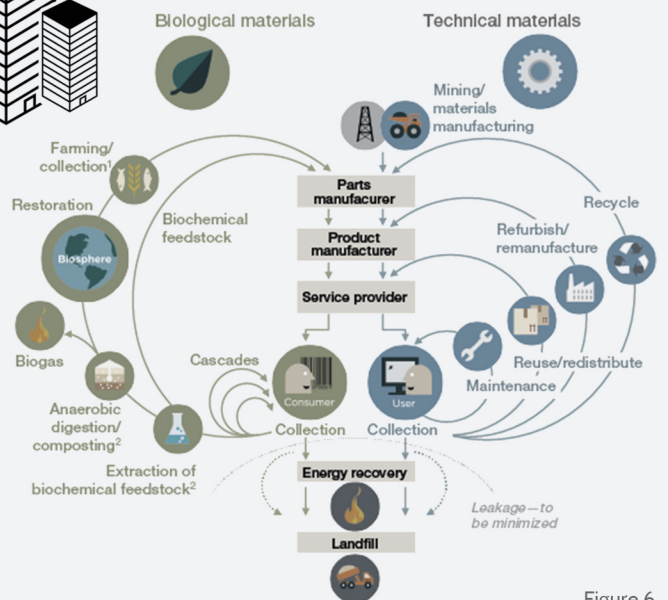 Biological materials
Technical materials
Mining/
materials
manufacturing
Farming/
collection¹
Restoration
Biosphere
Biochemical
feedstock
Parts
manufacurer
Product
manufacturer
Service provider
Recycle
Refurbish/
remanufacture
Reuse/redistribute
Maintenance
Biogas
Cascades
Consumer
User
Anaerobic
digestion/
composting²
Collection
Collection
Extraction of
biochemical feedstock²
Energy recovery
Leakage—to
be minimized
Landfill
Figure 6